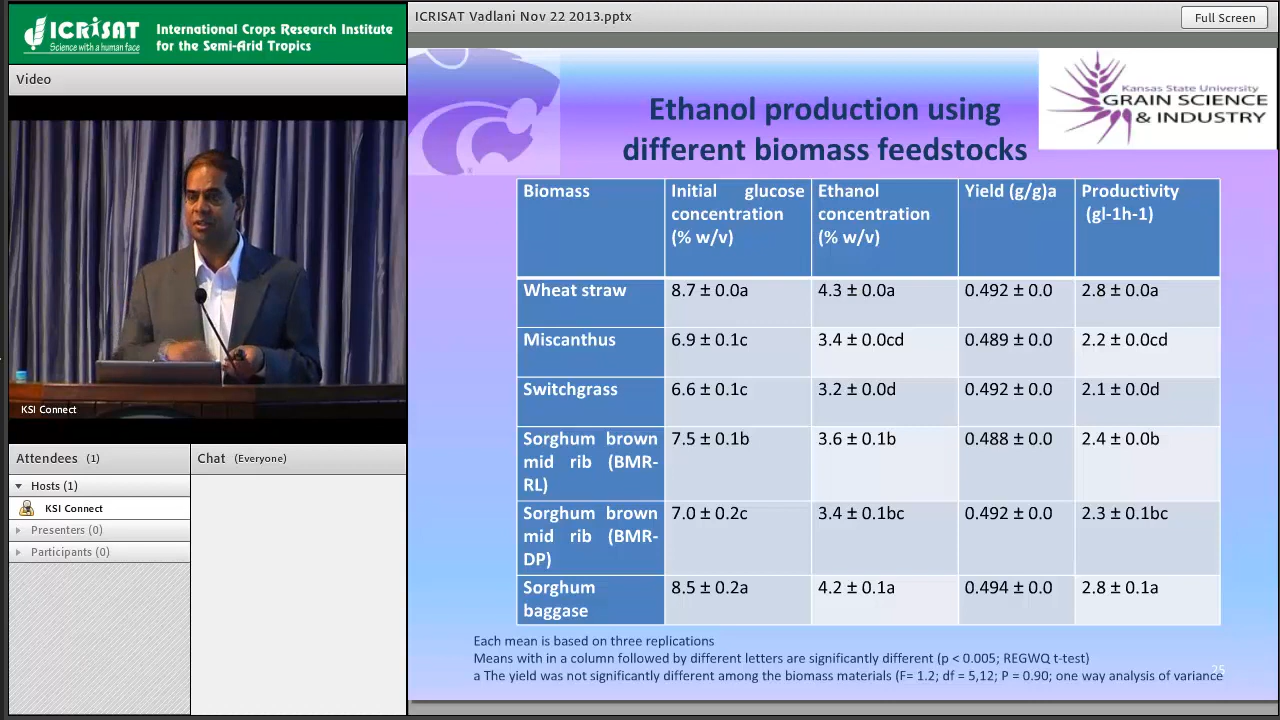 ICRISAT
Science with a human face
International Crops Research Institute
for the Semi-Arid Tropics
Video
KSI Connect
Attendees (1)
Hosts (1)
KSI Connect
Presenters (0)
Participants (0)
Chat (Everyone)
ICRISAT Vadlani Nov 22 2013.pptx
Full Screen
Kansas State University
GRAIN SCIENCE
& INDUSTRY
Ethanol production using
different biomass feedstocks
Biomass Initial glucose concentration (% w/v) Ethanol concentration (% w/v) Yield (g/g)a Productivity (gl-1h-1)
Wheat straw 8.7 ± 0.0a 4.3 ± 0.0a 0.492 ± 0.0 2.8 ± 0.0a
Miscanthus 6.9 ± 0.1c 3.4 ± 0.0cd 0.489 ± 0.0 2.2 ± 0.0cd
Switchgrass 6.6 ± 0.1c 3.2 ± 0.0d 0.492 ± 0.0 2.1 ± 0.0d
Sorghum brown mid rib (BMR-RL) 7.5 ± 0.1b 3.6 ± 0.1b 0.488 ± 0.0 2.4 ± 0.0b
Sorghum brown mid rib (BMR-DP) 7.0 ± 0.2c 3.4 ± 0.1bc 0.492 ± 0.0 2.3 ± 0.1bc
Sorghum baggase 8.5 ± 0.2a 4.2 ± 0.1a 0.494 ± 0.0 2.8 ± 0.1a
Each mean is based on three replications
Means with in a column followed by different letters are significantly different (p < 0.005; REGWQ t-test)
a The yield was not significantly different among the biomass materials (F= 1.2; df = 5,12; P = 0.90; one way analysis of variance
25